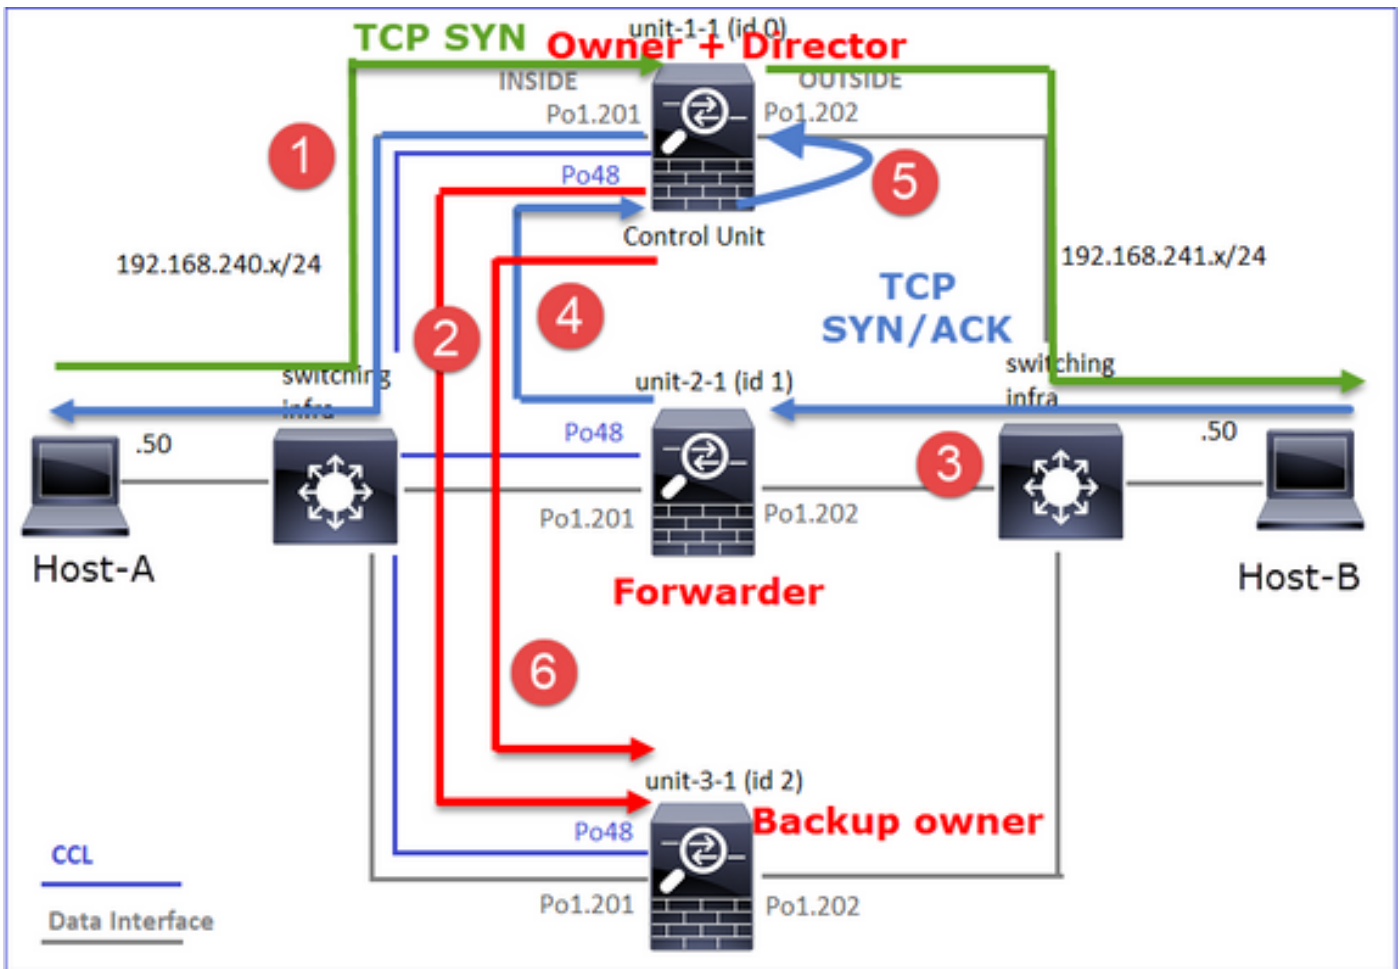 unit-1-1 (id 0)
TCP SYN
Owner + Director
INSIDE
OUTSIDE
Po1.201
Po1.202
1
Po48
5
Control Unit
192.168.240.x/24
192.168.241.x/24
TCP
SYN/ACK
2
4
switching
infra
unit-2-1 (id 1)
switching
infra
.50
Po48
3
.50
Po1.201
Po1.202
Host-A
Forwarder
Host-B
6
unit-3-1 (id 2)
Backup owner
Po48
CCL
Po1.201
Po1.202
Data Interface